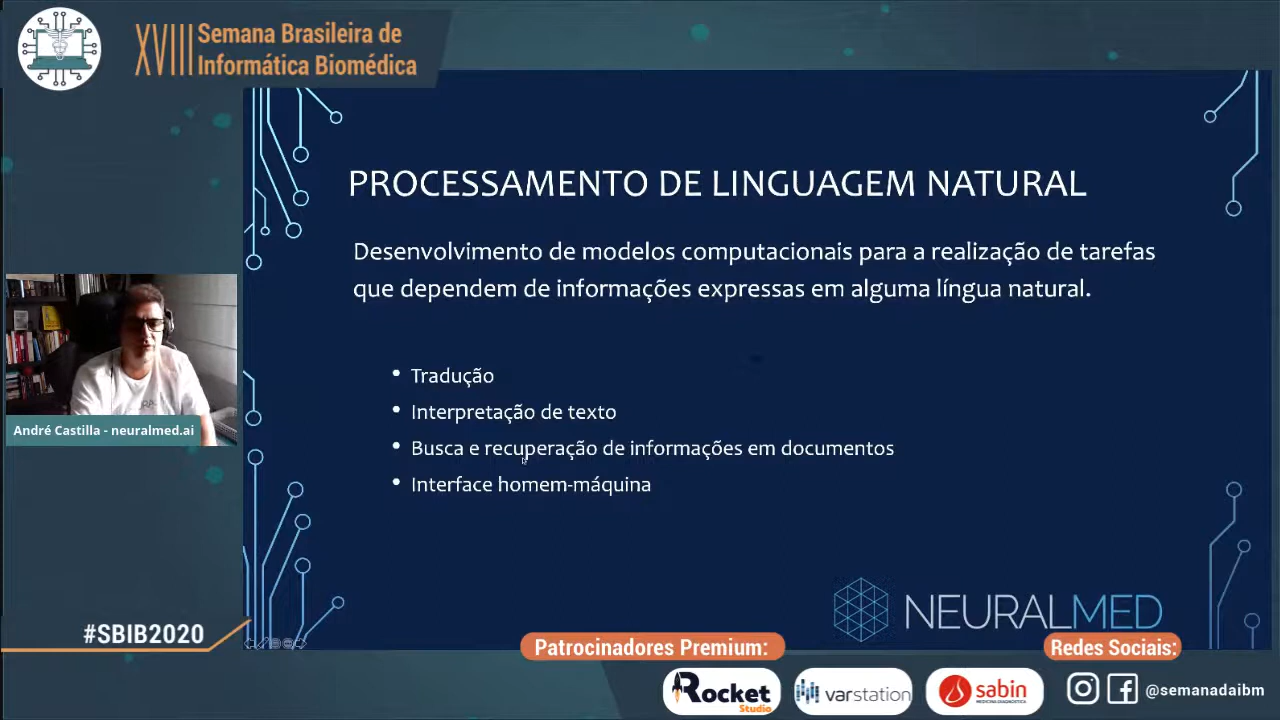 XVIII Semana Brasileira de
Informática Biomédica
PROCESSAMENTO DE LINGUAGEM NATURAL
Desenvolvimento de modelos computacionais para a realização de tarefas
que dependem de informações expressas em alguma língua natural.
• Tradução
• Interpretação de texto
• Busca e recuperação de informações em documentos
• Interface homem-máquina
André Castilla - neuralmed.ai
NEURALMED
#SBIB2020
Patrocinadores Premium:
Redes Sociais:
Rocket
Studio
varstation
sabin
MEDICINA DIAGNÓSTICA
@semanadaibm